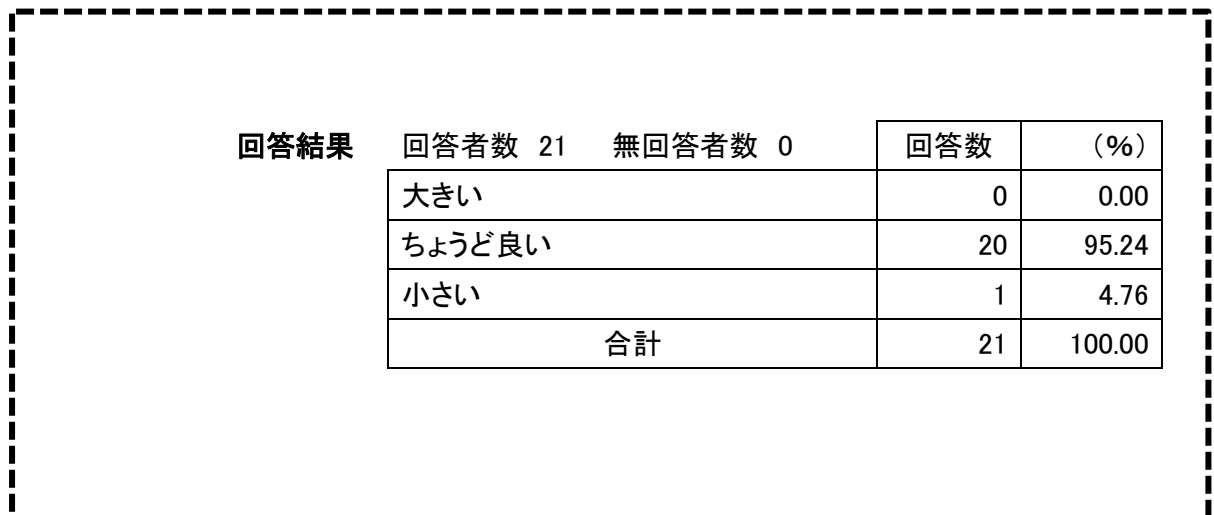 回答結果 回答者数 21 無回答者数 0 回答数 (%)
大きい 0 0.00
ちょうど良い 20 95.24
小さい 1 4.76
合計 21 100.00